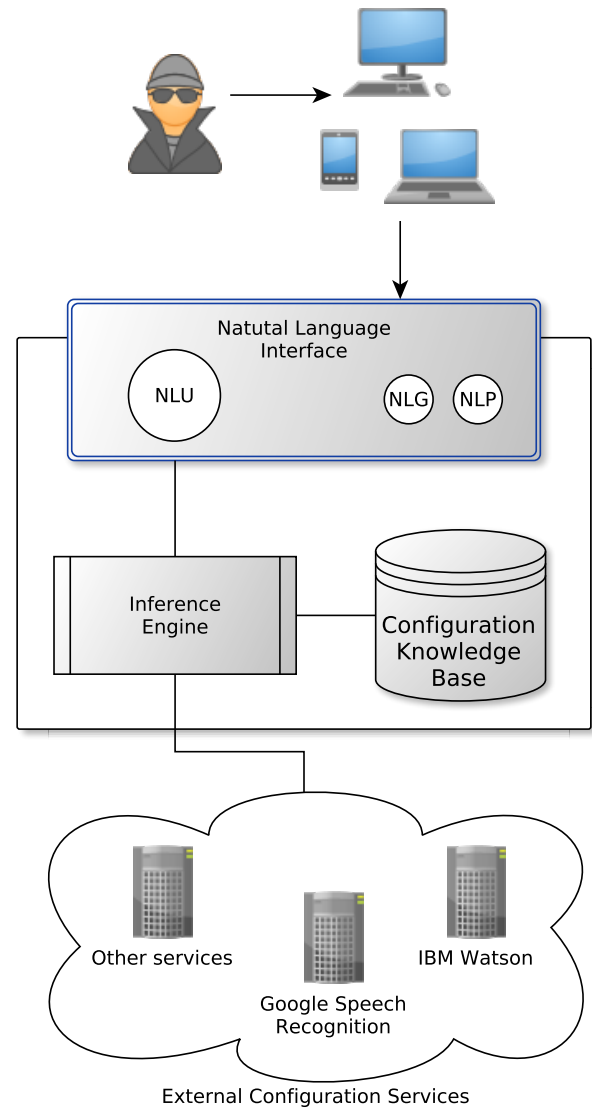 Natutal Language
Interface
NLU
NLG
NLP
Inference
Engine
Configuration
Knowledge
Base
Other services
IBM Watson
Google Speech
Recognition
External Configuration Services